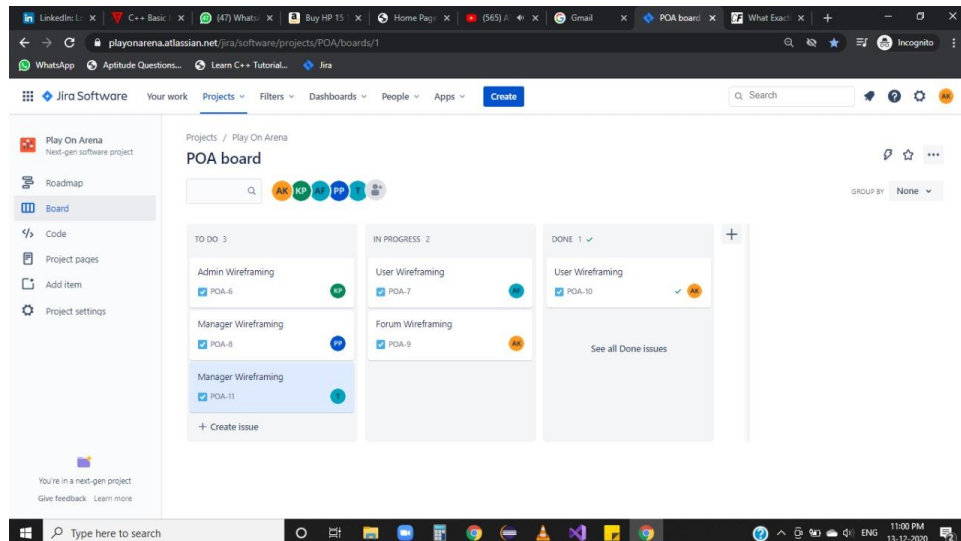 LinkedIn: Lo
C++ Basic
(47) Whats
Buy HP 15
Home Page
(565) A
Gmail
POA board
What Exact
playonarena.atlassian.net/jira/software/projects/POA/boards/1
Incognito
WhatsApp
Aptitude Questions...
Learn C++ Tutorial...
Jira
Jira Software
Your work
Projects
Filters
Dashboards
People
Apps
Create
Search
AK
Play On Arena
Next-gen software project
Roadmap
Board
Code
Project pages
Add item
Project settings
You're in a next-gen project
Give feedback Learn more
Projects / Play On Arena
POA board
AK KP AF PP T
GROUP BY None
TO DO 3
Admin Wireframing
POA-6 KP
Manager Wireframing
POA-8 PP
Manager Wireframing
POA-11 T
+ Create issue
IN PROGRESS 2
User Wireframing
POA-7 AF
Forum Wireframing
POA-9 AK
DONE 1
User Wireframing
POA-10 AK
See all Done issues
Type here to search
ENG
11:00 PM
13-12-2020